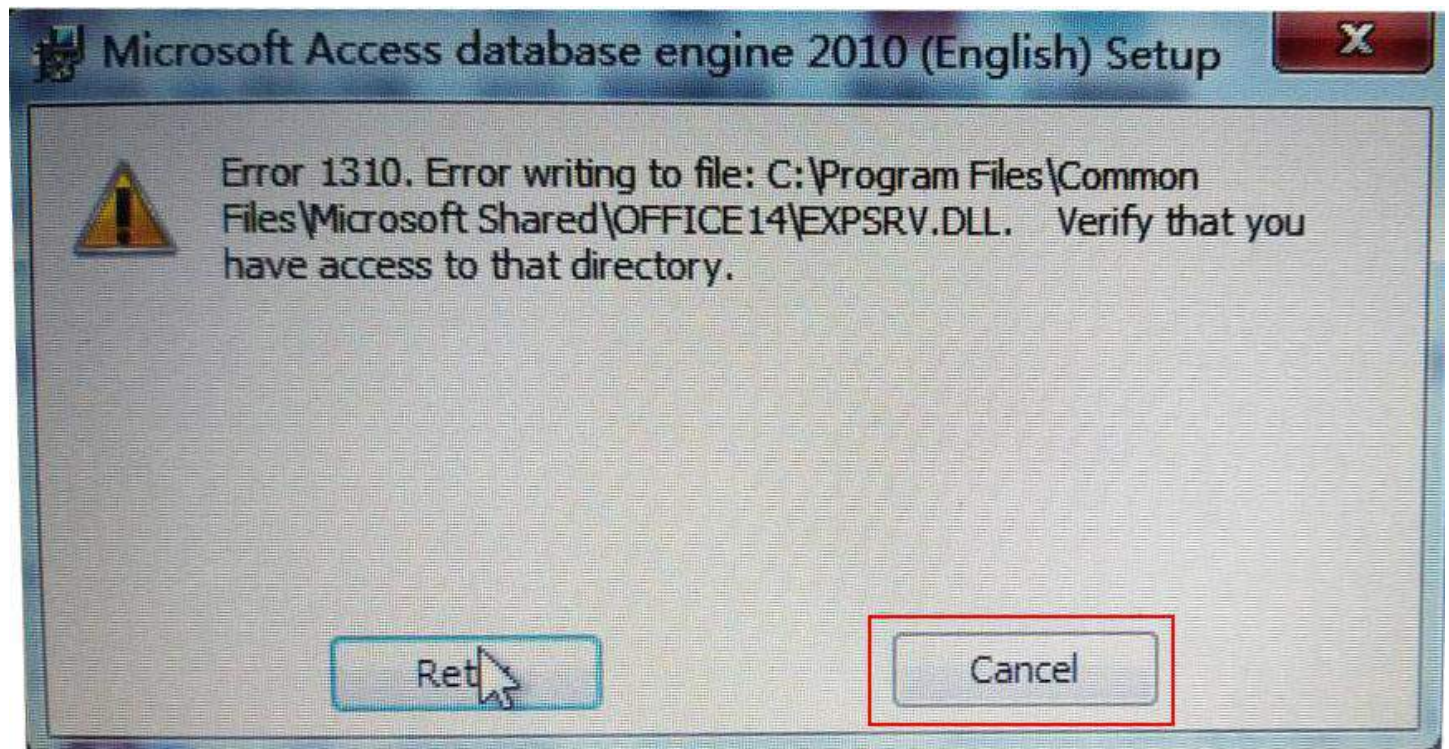 Microsoft Access database engine 2010 (English) Setup
Error 1310. Error writing to file: C:\Program Files\Common
Files\Microsoft Shared\OFFICE14\EXPSRV.DLL. Verify that you
have access to that directory.
Ret
Cancel